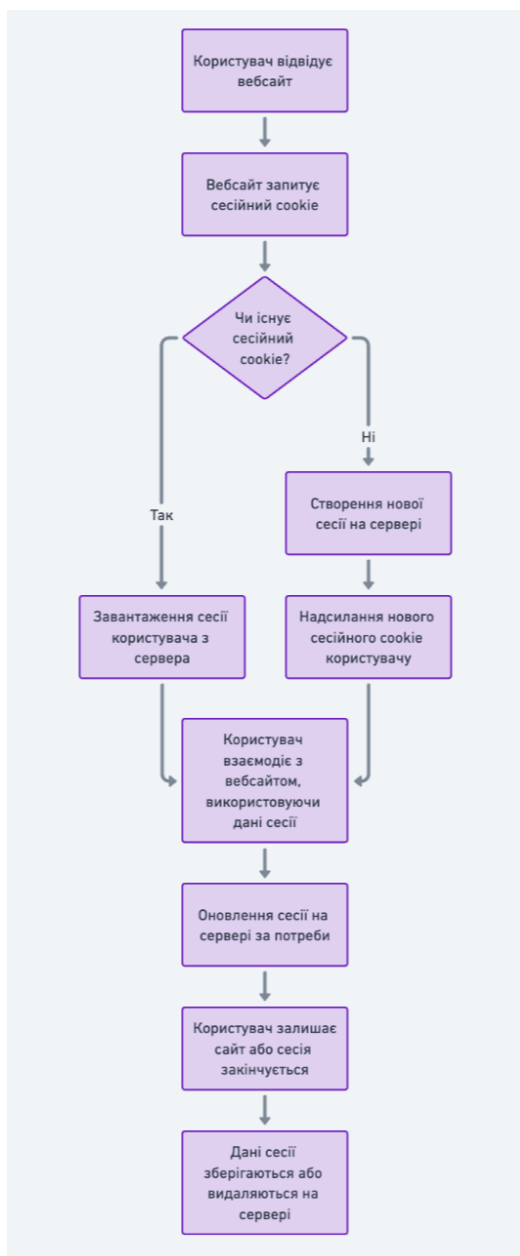 Користувач відвідує
вебсайт
Вебсайт запитує
сесійний cookie
Чи існує
сесійний
cookie?
Ні
Створення нової
сесії на сервері
Так
Завантаження сесії
користувача з
сервера
Надсилання нового
сесійного cookie
користувачу
Користувач
взаємодіє з
вебсайтом,
використовуючи
дані сесії
Оновлення сесії на
сервері за потреби
Користувач залишає
сайт або сесія
закінчується
Дані сесії
зберігаються або
видаляються на
сервері